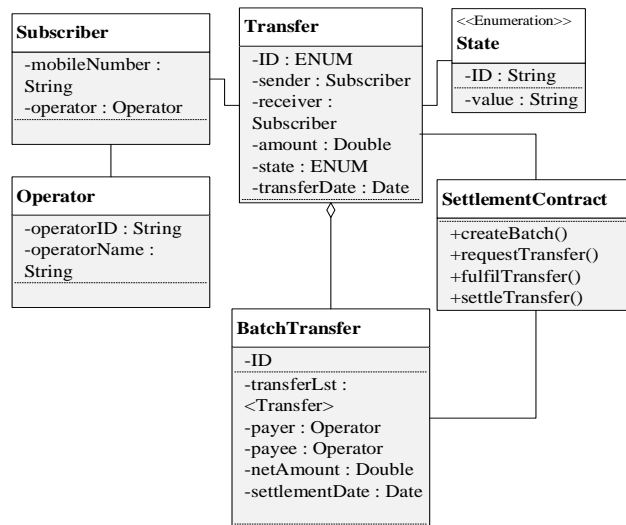 Subscriber
-mobileNumber :
String
-operator : Operator
Transfer
-ID : ENUM
-sender : Subscriber
-receiver :
Subscriber
-amount : Double
-state : ENUM
-transferDate : Date
<<Enumeration>>
State
-ID : String
-value : String
Operator
-operatorID : String
-operatorName :
String
SettlementContract
+createBatch()
+requestTransfer()
+fulfilTransfer()
+settleTransfer()
BatchTransfer
-ID
-transferLst :
<Transfer>
-payer : Operator
-payee : Operator
-netAmount : Double
-settlementDate : Date